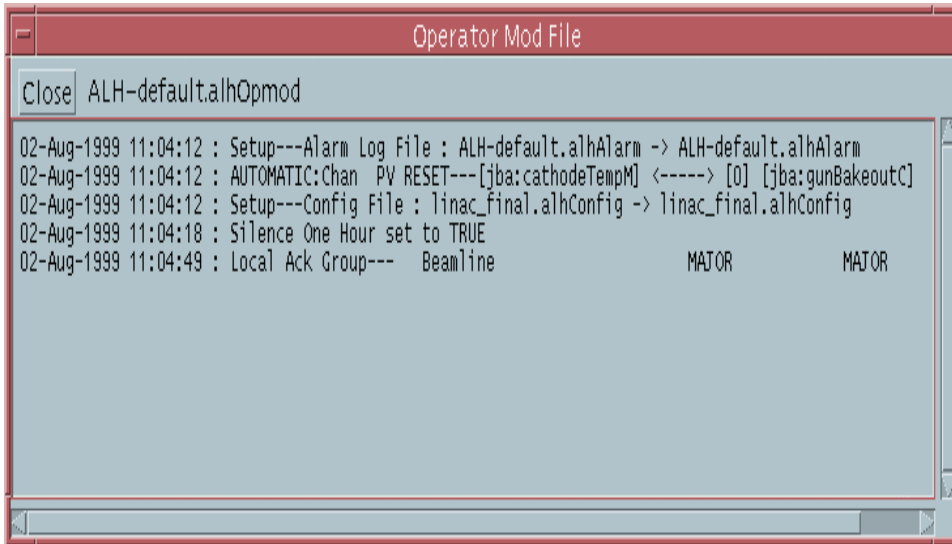 Operator Mod File
Close ALH-default.alhOpmod
02-Aug-1999 11:04:12 : Setup---Alarm Log File : ALH-default.alhAlarm -> ALH-default.alhAlarm
02-Aug-1999 11:04:12 : AUTOMATIC:Chan  PV RESET---[jba:cathodeTempM] <-----> [0] [jba:gunBakeoutC]
02-Aug-1999 11:04:12 : Setup---Config File : linac_final.alhConfig -> linac_final.alhConfig
02-Aug-1999 11:04:18 : Silence One Hour set to TRUE
02-Aug-1999 11:04:49 : Local Ack Group---   Beamline                    MAJOR            MAJOR